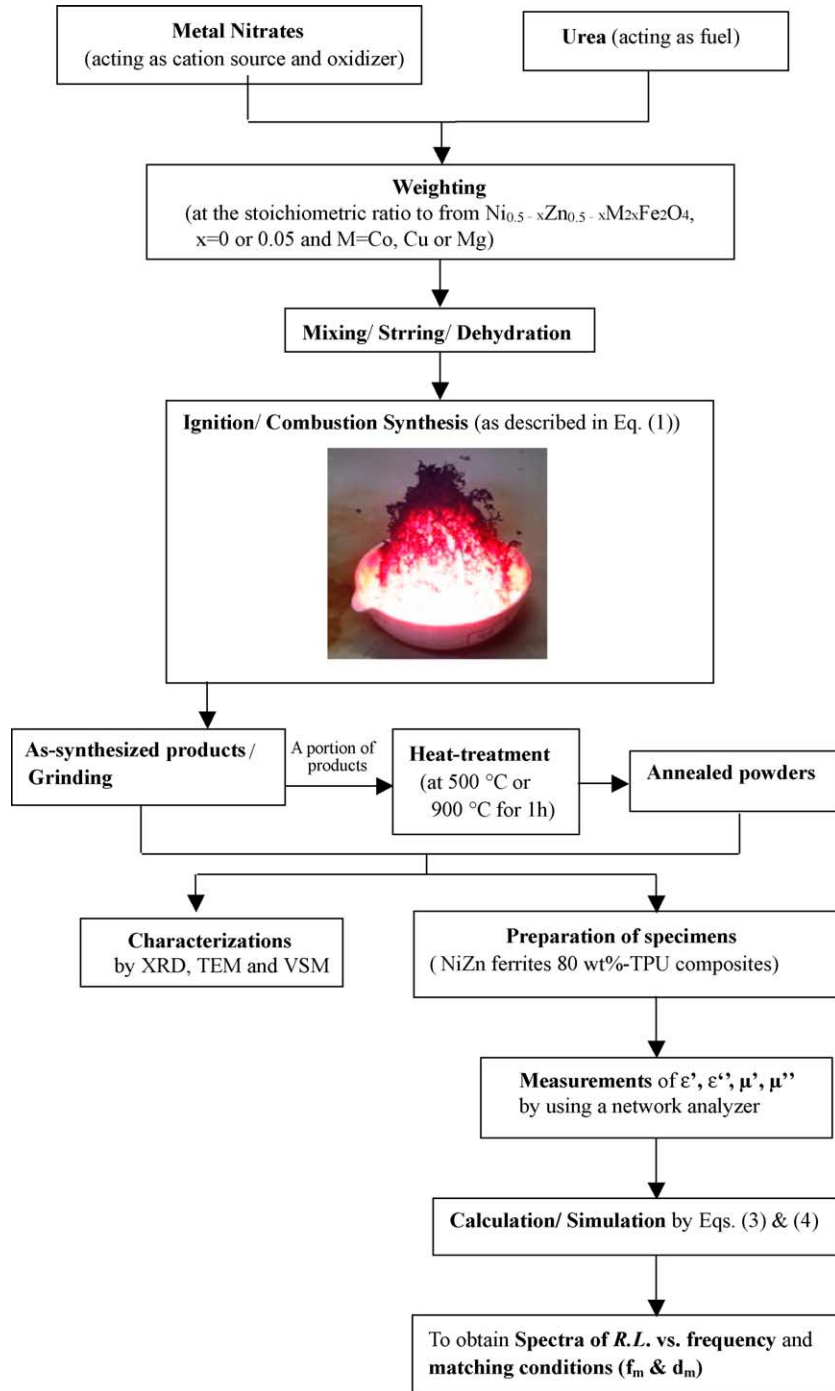 Metal Nitrates
(acting as cation source and oxidizer)
Urea (acting as fuel)
Weighting
(at the stoichiometric ratio to from Ni0.5 - xZn0.5 - xM2xFe2O4,
x=0 or 0.05 and M=Co, Cu or Mg)
Mixing/ Strring/ Dehydration
Ignition/ Combustion Synthesis (as described in Eq. (1))
As-synthesized products /
Grinding
A portion of
products
Heat-treatment
(at 500 °C or
900 °C for 1h)
Annealed powders
Characterizations
by XRD, TEM and VSM
Preparation of specimens
( NiZn ferrites 80 wt%-TPU composites)
Measurements of ε’, ε‘’, μ’, μ’’
by using a network analyzer
Calculation/ Simulation by Eqs. (3) & (4)
To obtain Spectra of R.L. vs. frequency and
matching conditions (fm & dm)